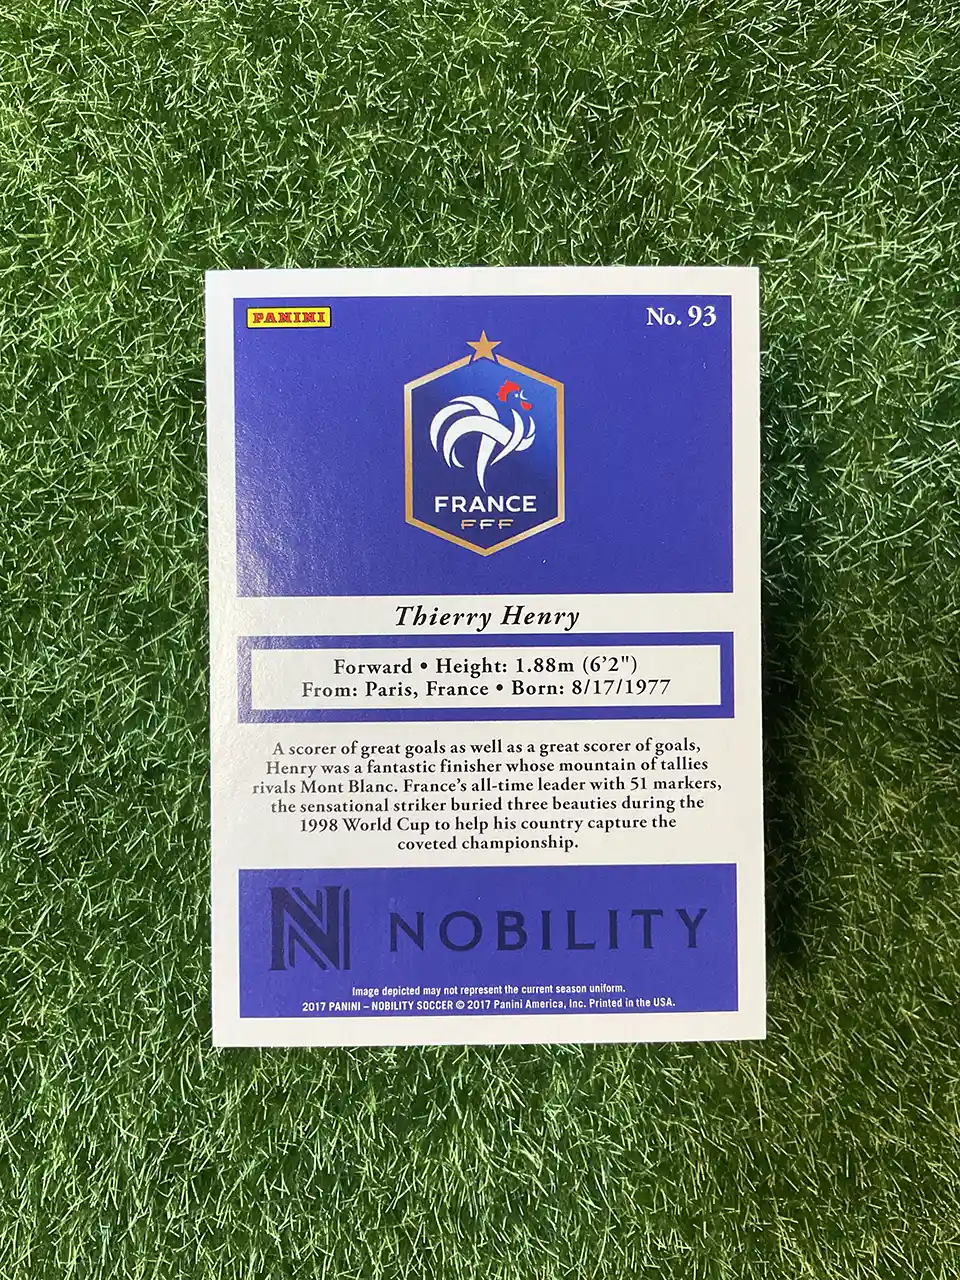 PANINI
No. 93
FRANCE
FFF
Thierry Henry
Forward • Height: 1.88m (6'2")
From: Paris, France • Born: 8/17/1977
A scorer of great goals as well as a great scorer of goals,
Henry was a fantastic finisher whose mountain of tallies
rivals Mont Blanc. France's all-time leader with 51 markers,
the sensational striker buried three beauties during the
1998 World Cup to help his country capture the
coveted championship.
N NOBILITY
Image depicted may not represent the current season uniform.
2017 PANINI – NOBILITY SOCCER © 2017 Panini America, Inc. Printed in the USA.